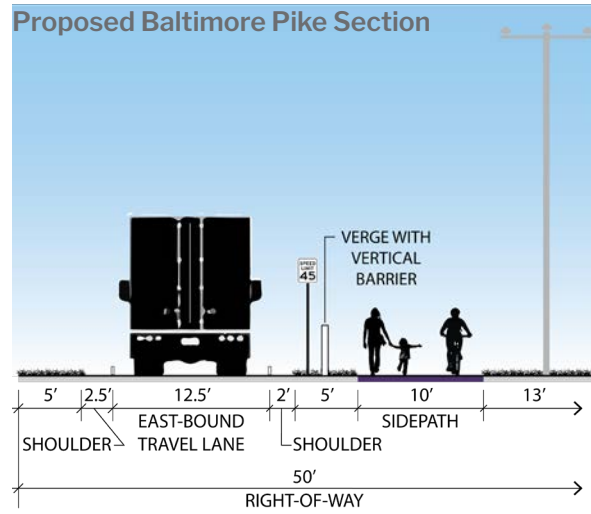 Proposed Baltimore Pike Section
VERGE WITH
VERTICAL
BARRIER
SPEED
LIMIT
45
5’ 2.5’ 12.5’ 2’ 5’ 10’ 13’
SHOULDER
EAST-BOUND
TRAVEL LANE
SHOULDER
SIDEPATH
50’
RIGHT-OF-WAY